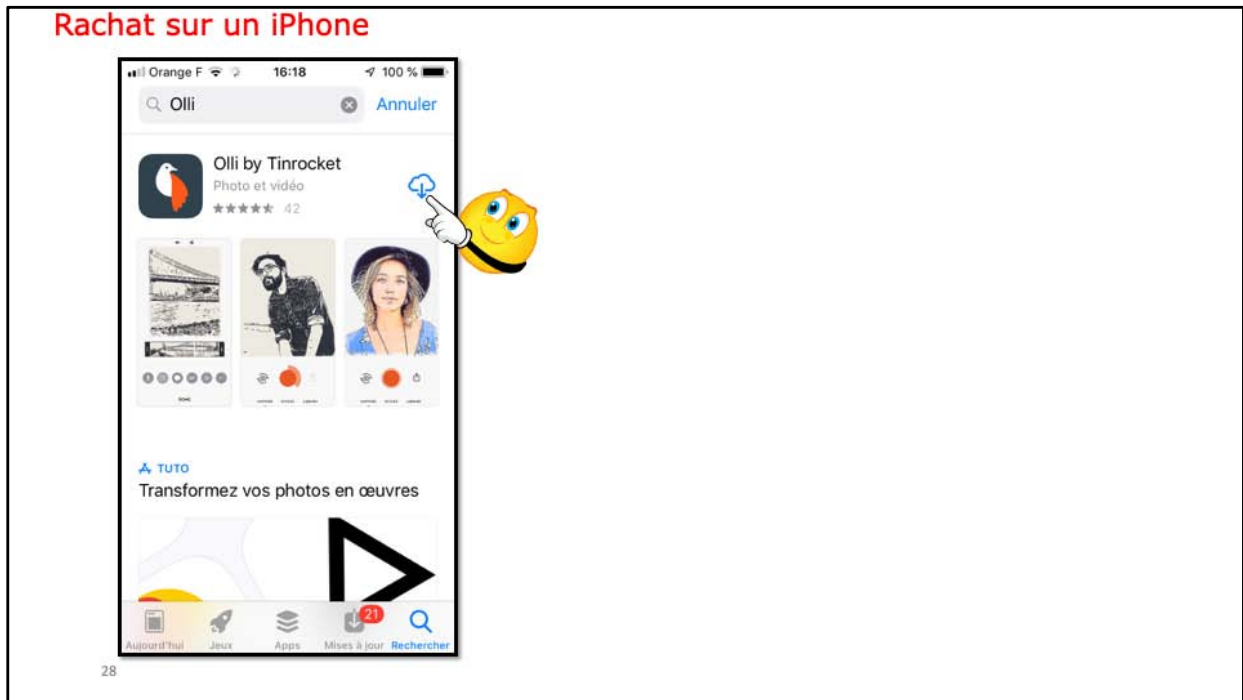 Rachat sur un iPhone
Orange F 16:18 100 %
Olli Annuler
Olli by Tinrocket
Photo et vidéo
42
TUTO
Transformez vos photos en œuvres
21
Aujourd'hui Jeux Apps Mises à jour Rechercher
28